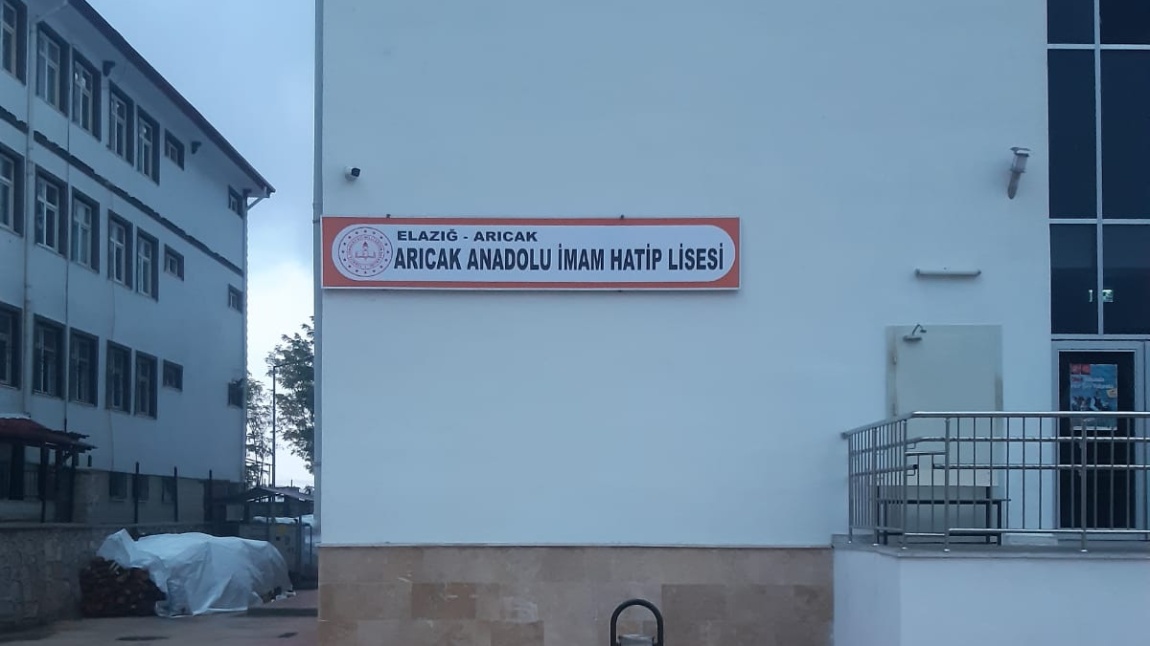 ELAZIĞ - ARICAK
ARICAK ANADOLU İMAM HATİP LİSESİ